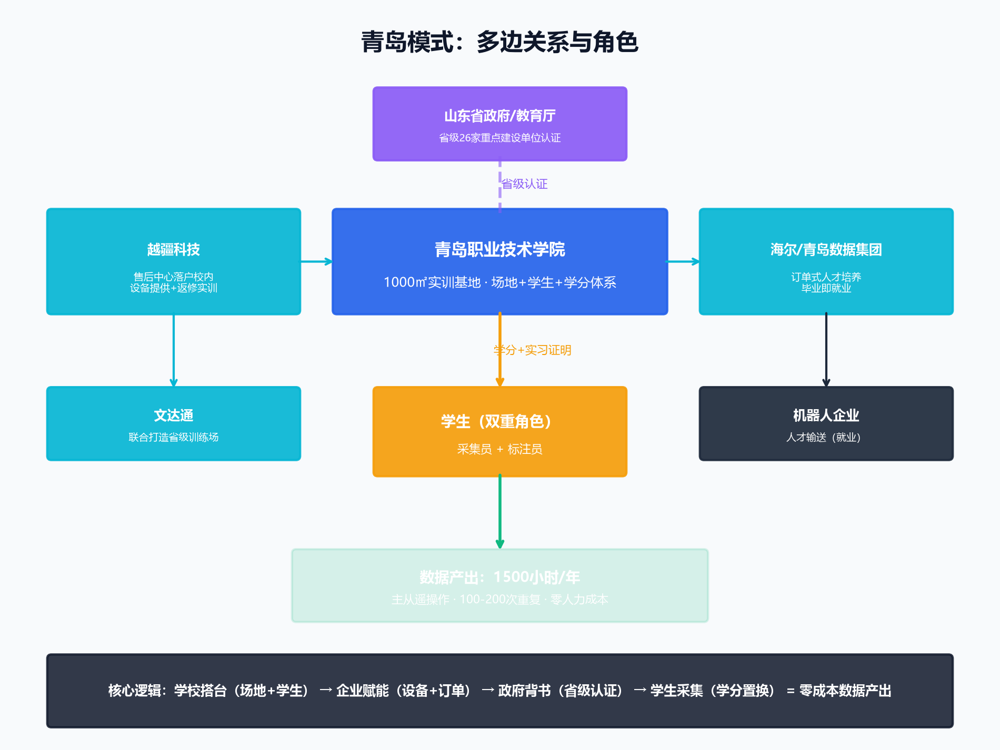 青岛模式：多边关系与角色
山东省政府/教育厅
省级26家重点建设单位认证
省级认证
越疆科技
售后中心落户校内
设备提供+返修实训
青岛职业技术学院
1000㎡实训基地 · 场地+学生+学分体系
海尔/青岛数据集团
订单式人才培养
毕业即就业
学分+实习证明
文达通
联合打造省级训练场
学生（双重角色）
采集员 + 标注员
机器人企业
人才输送（就业）
数据产出：1500小时/年
主从遥操作 · 100-200次重复 · 零人力成本
核心逻辑：学校搭台（场地+学生） → 企业赋能（设备+订单） → 政府背书（省级认证） → 学生采集（学分置换） = 零成本数据产出